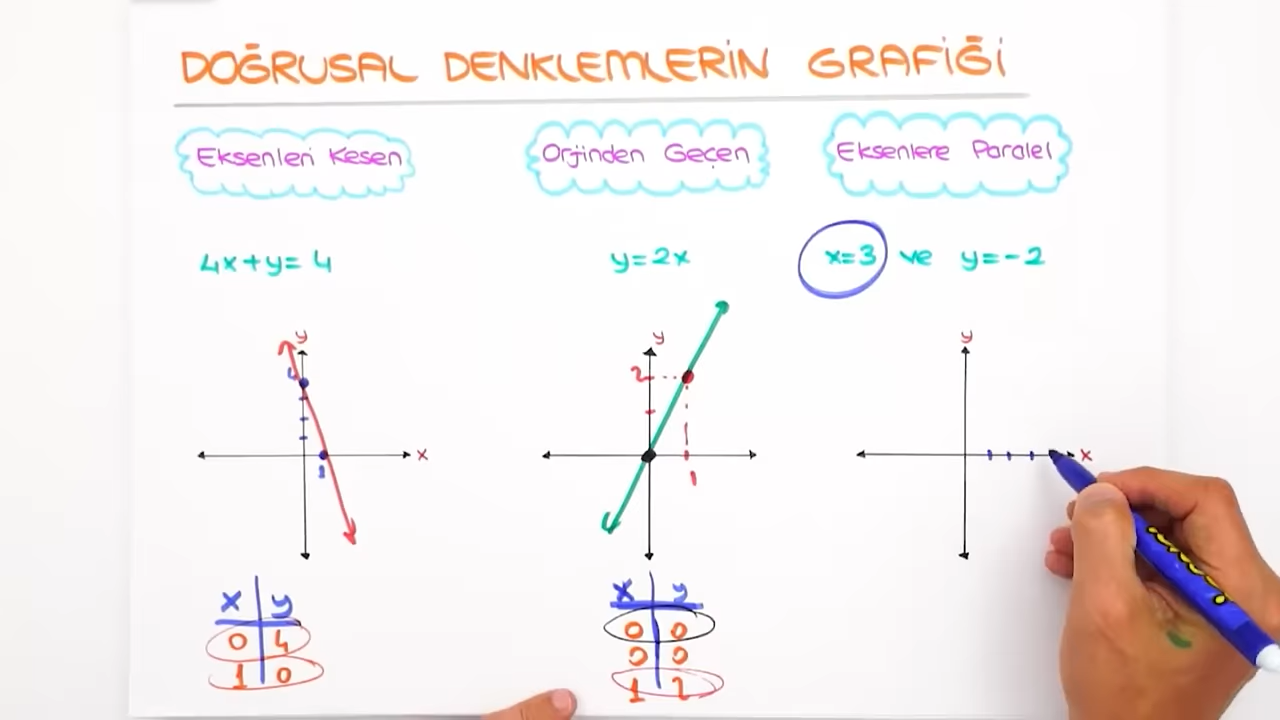 DOĞRUSAL DENKLEMLERİN GRAFİĞİ
Eksenleri Kesen
Orjinden Geçen
Eksenlere Paralel
4x+y=4
y=2x
x=3 ve y=-2
y
4
x
1
y
2
1
y
x
x y
0 4
1 0
x y
0 0
0 0
1 2